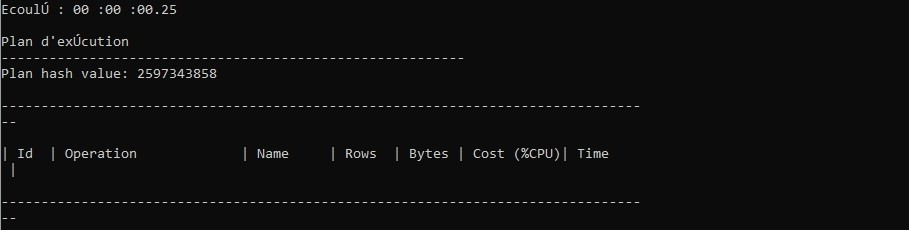 EcoulÚ : 00 :00 :00.25
Plan d'exÚcution
----------------------------------------------------------
Plan hash value: 2597343858
--------------------------------------------------------------------------------
--
| Id  | Operation             | Name     | Rows  | Bytes | Cost (%CPU)| Time
 |
--------------------------------------------------------------------------------
--